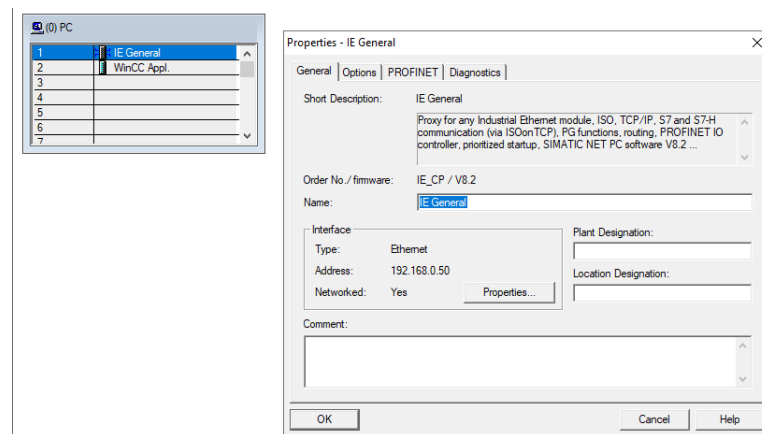 (0) PC
1 IE General
2 WinCC Appl.
3
4
5
6
7
Properties - IE General
General Options PROFINET Diagnostics
Short Description: IE General
Proxy for any Industrial Ethernet module, ISO, TCP/IP, S7 and S7-H
communication (via ISOonTCP), PG functions, routing, PROFINET IO
controller, prioritized startup, SIMATIC NET PC software V8.2 ...
Order No./ firmware: IE_CP / V8.2
Name: IE General
Interface
Type: Ethernet
Address: 192.168.0.50
Networked: Yes Properties...
Plant Designation:
Location Designation:
Comment:
OK Cancel Help